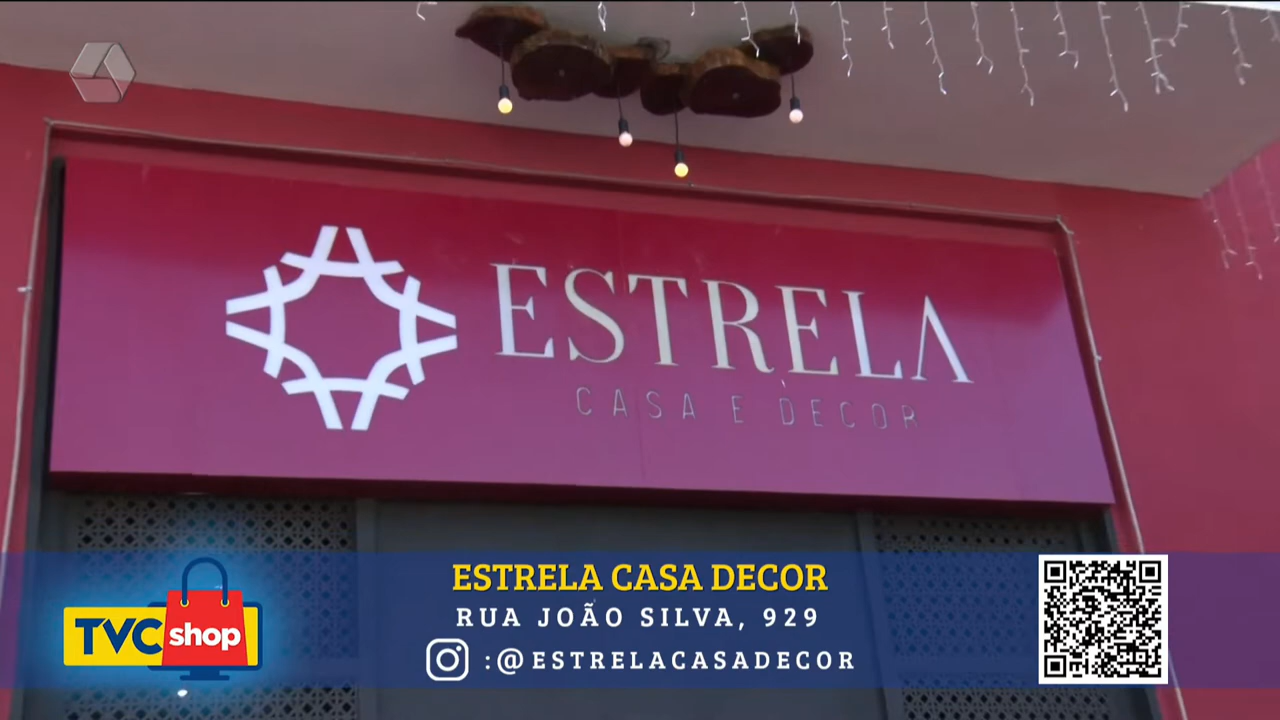 ESTRELA
CASA E DECOR
TVC shop
ESTRELA CASA DECOR
RUA JOÃO SILVA, 929
:@ESTRELACASADECOR